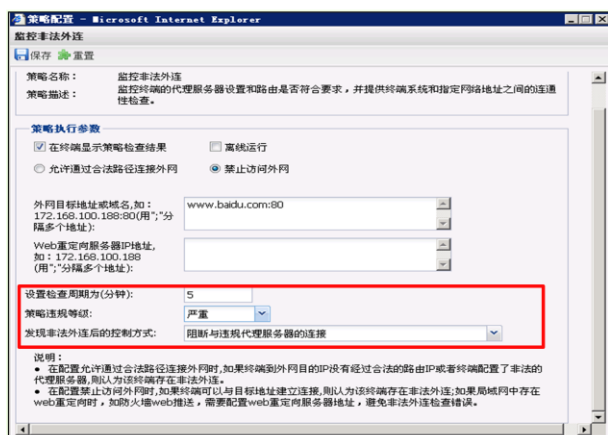 策略配置 - Microsoft Internet Explorer
监控非法外连
保存 重置
策略名称： 监控非法外连
策略描述： 监控终端的代理服务器设置和路由是否符合要求，并提供终端系统和指定网络地址之间的连通
性检查。
策略执行参数
在终端显示策略检查结果 离线运行
允许通过合法路径连接外网 禁止访问外网
外网目标地址或域名,如： www.baidu.com:80
172.168.100.188:80(用";"分
隔多个地址):
Web重定向服务器IP地址,
如：172.168.100.188
(用";"分隔多个地址):
设置检查周期为(分钟): 5
策略违规等级: 严重
发现非法外连后的控制方式: 阻断与违规代理服务器的连接
说明：
● 在配置允许通过合法路径连接外网时,如果终端到外网目的IP没有经过合法的路由IP或者终端配置了非法的
代理服务器,则认为该终端存在非法外连。
● 在配置禁止访问外网时,如果终端可以与目标地址建立连接,则认为该终端存在非法外连;如果局域网中存在
web重定向时，如防火墙web推送，需要配置web重定向服务器地址，避免非法外连检查错误。